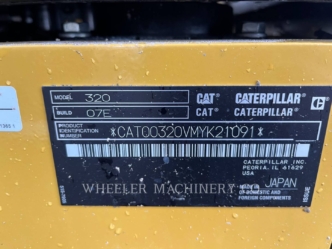 MODEL 320
BUILD 07E
CAT CATERPILLAR
CAT CATERPILLAR
PRODUCT IDENTIFICATION NUMBER
*CAT00320VMYK21091*
CATERPILLAR INC.
PEORIA, IL 61629
USA
WHEELER MACHINERY
MADE IN JAPAN
OF DOMESTIC AND
FOREIGN COMPONENTS